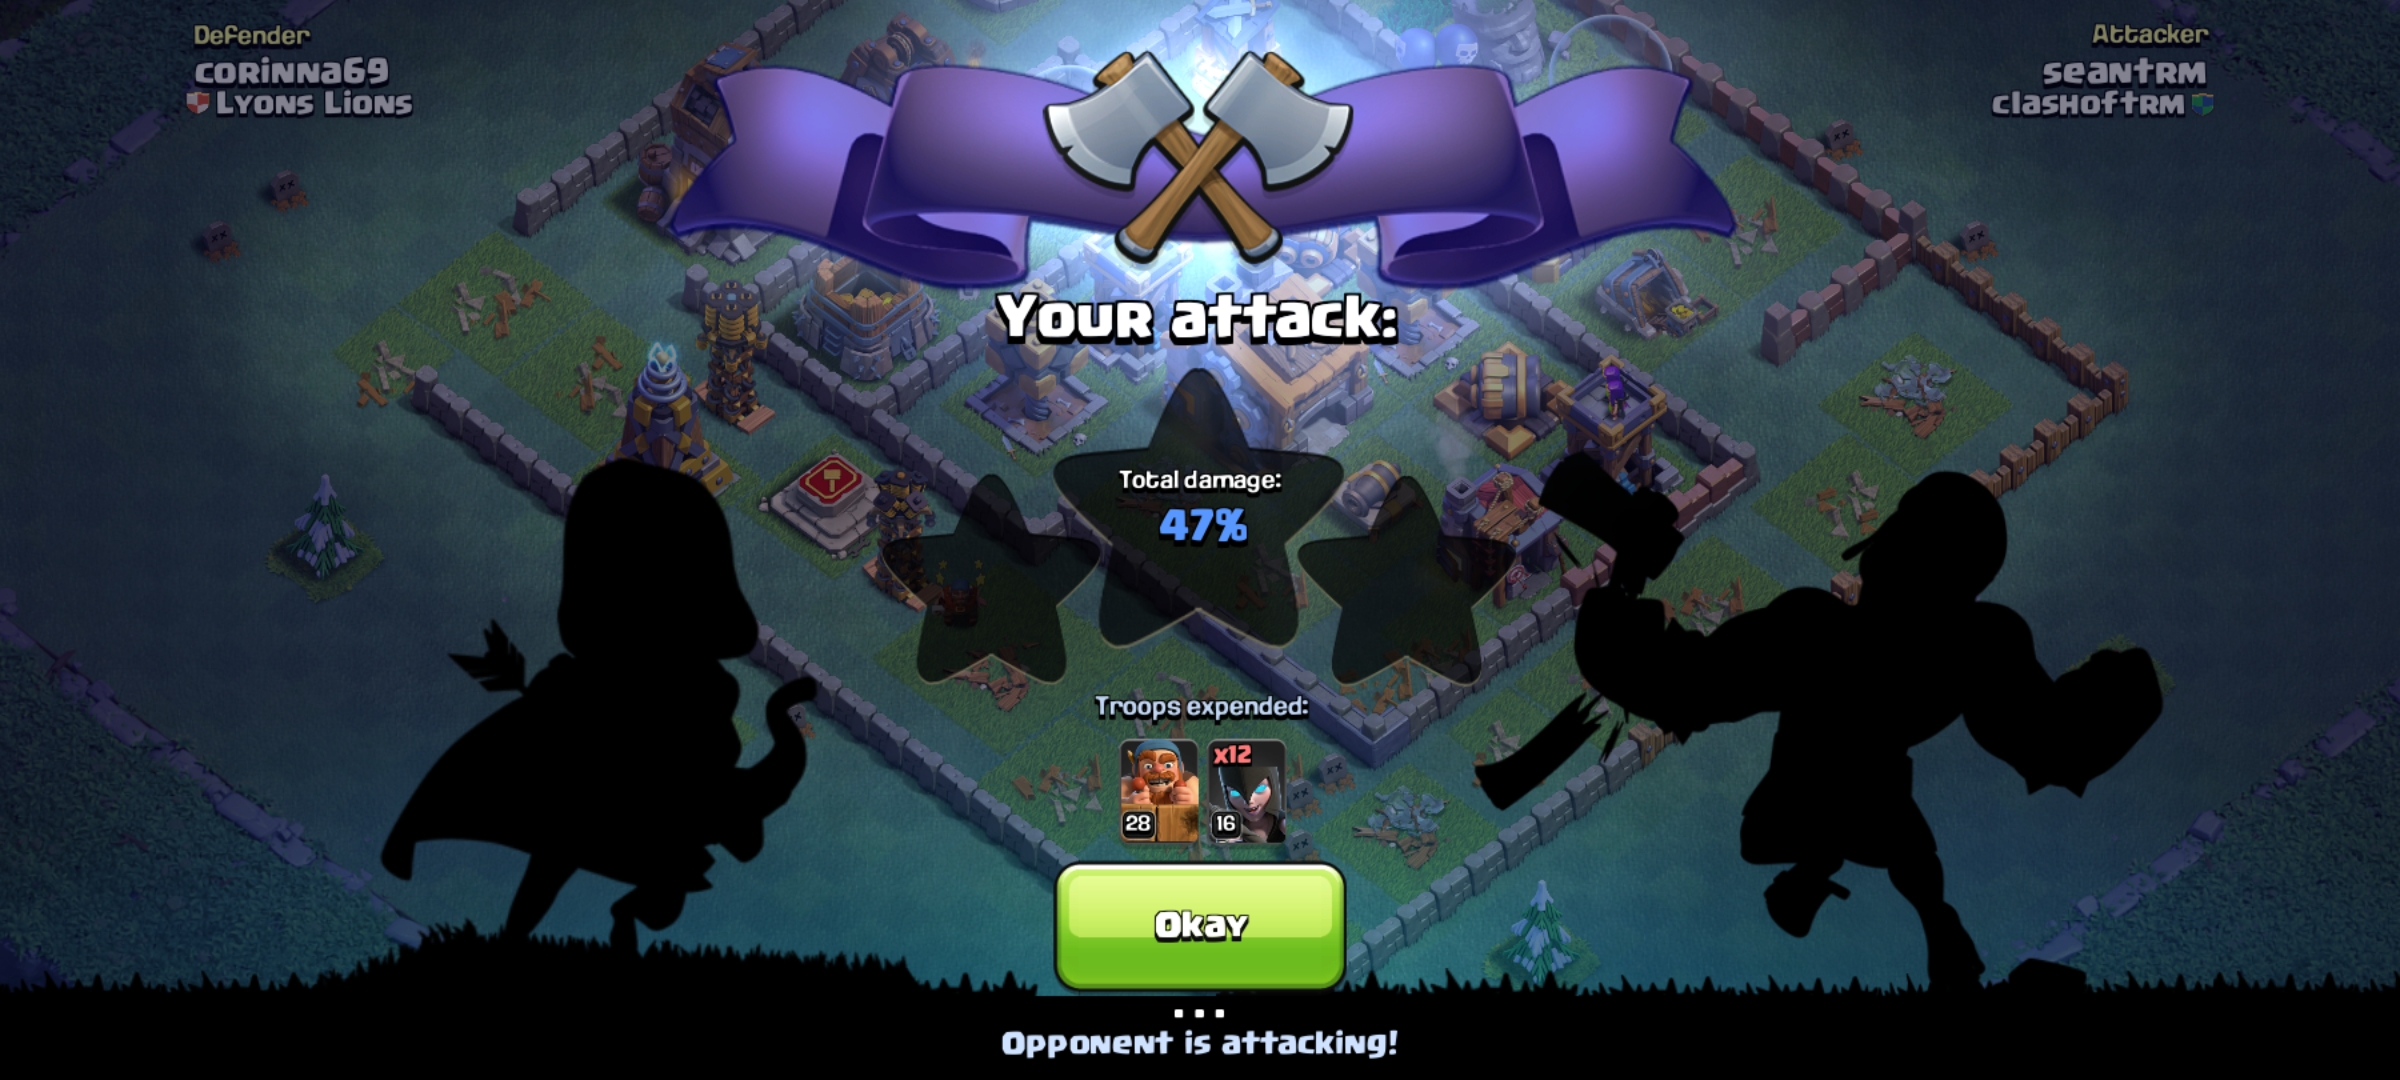 Defender
corinna69
Lyons Lions
Attacker
seantrm
clashoftrm
Your attack:
Total damage:
47%
Troops expended:
x12
28
16
Okay
...
Opponent is attacking!